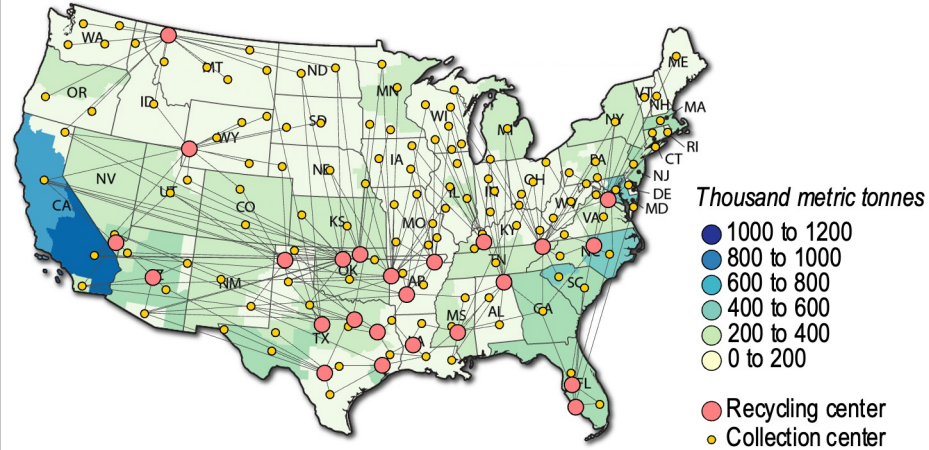 WA
MT
ND
MN
ME
OR
ID
SD
WI
MI
VT
NH
MA
NY
WY
RI
CT
IA
PA
NV
NE
OH
NJ
UT
IL
IN
DE
MD
CA
CO
KS
MO
KY
VA
OK
TN
NC
NM
AR
SC
MS
AL
GA
TX
FL
Thousand metric tonnes
1000 to 1200
800 to 1000
600 to 800
400 to 600
200 to 400
0 to 200
Recycling center
Collection center